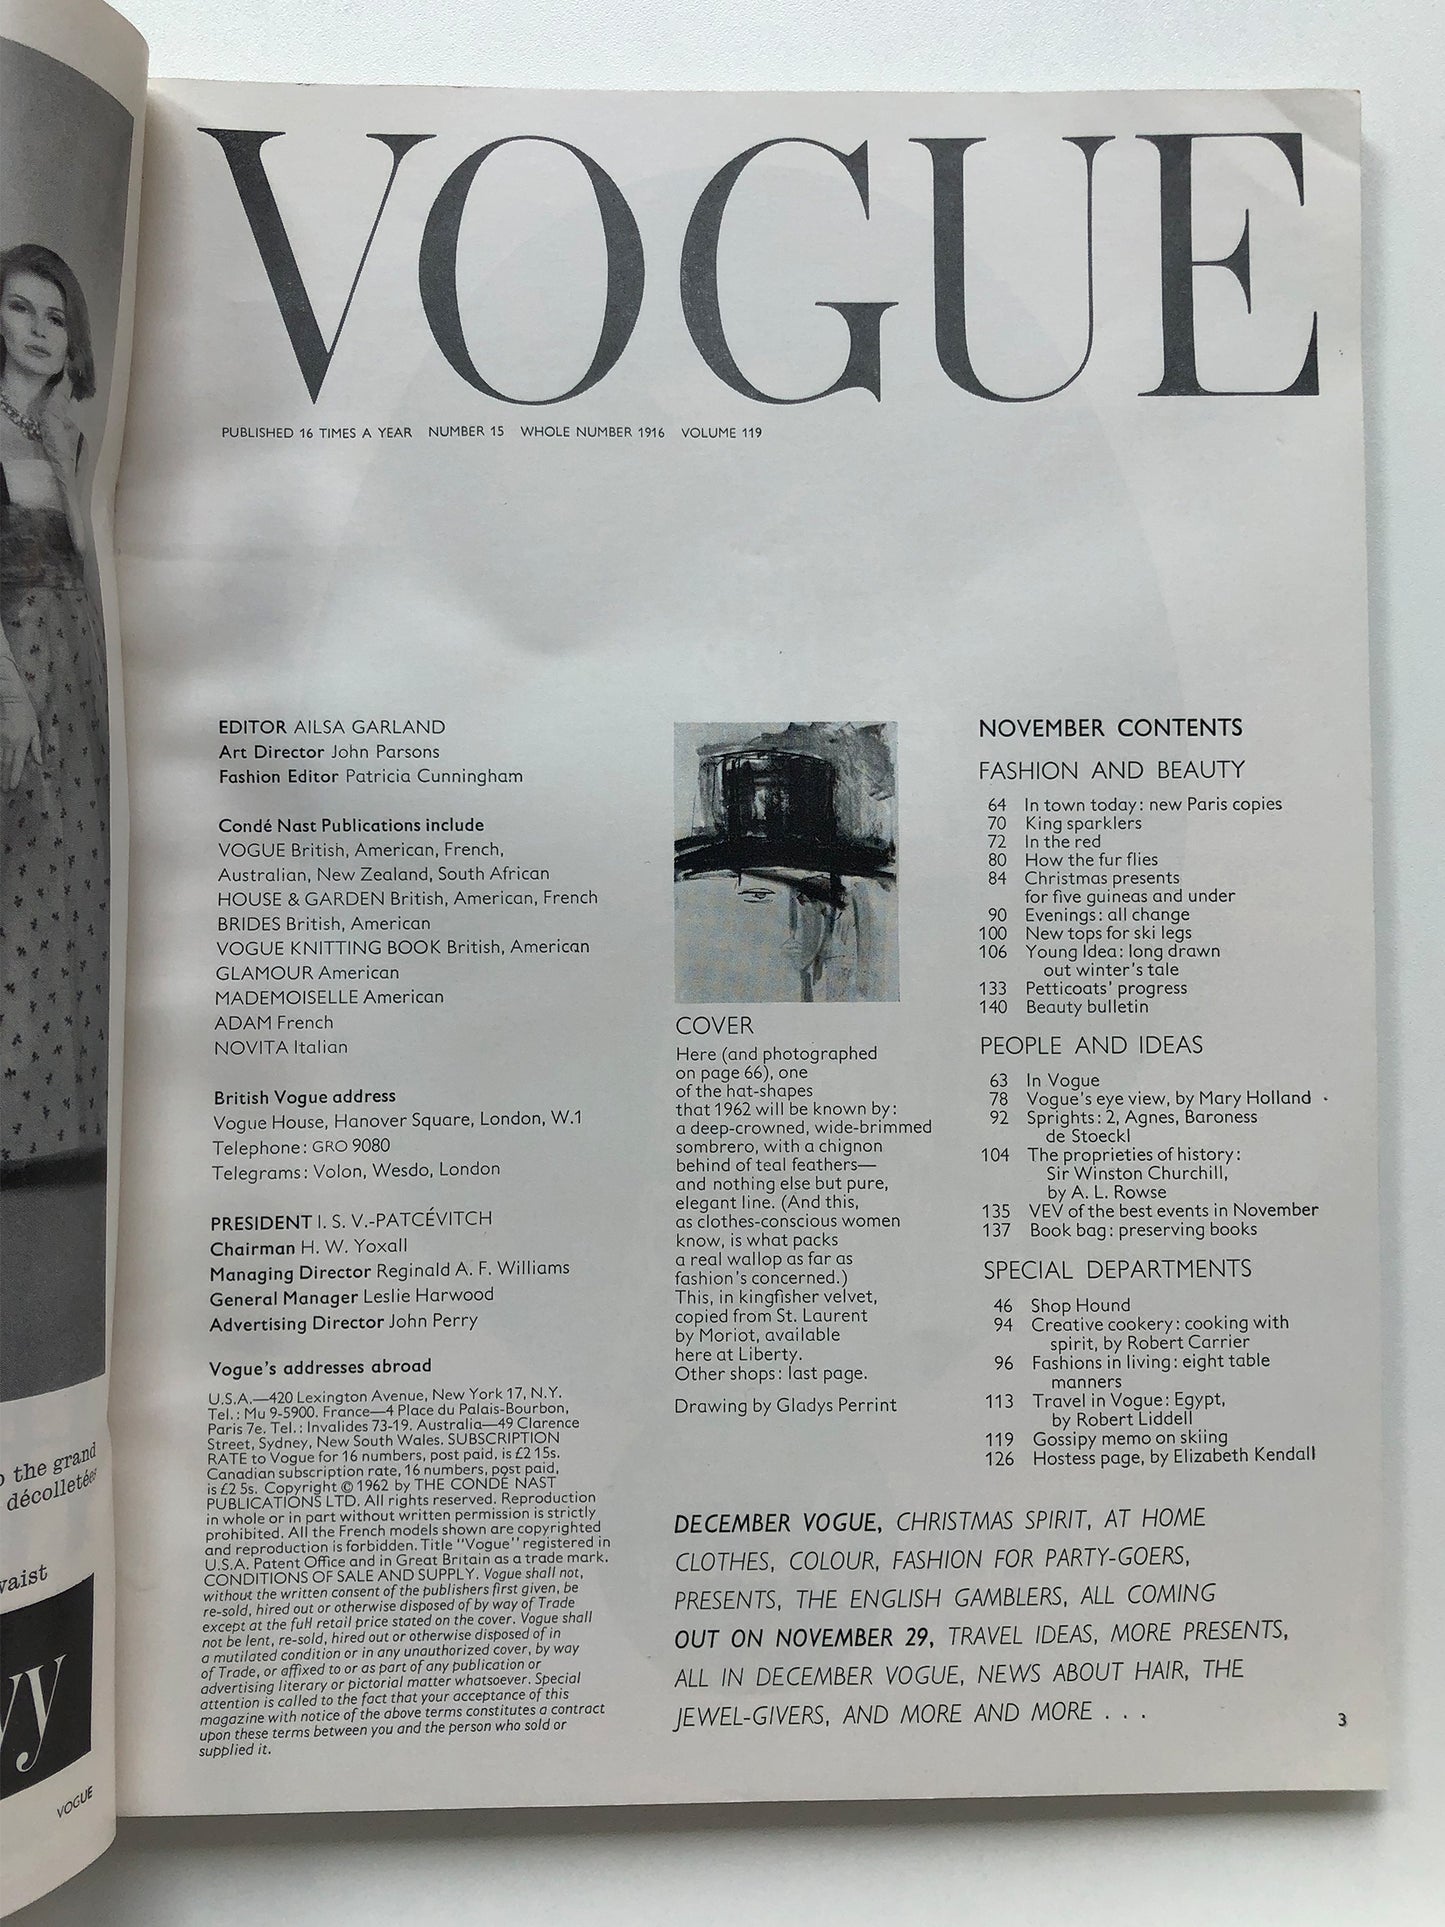 VOGUE
PUBLISHED 16 TIMES A YEAR NUMBER 15 WHOLE NUMBER 1916 VOLUME 119
EDITOR AILSA GARLAND
Art Director John Parsons
Fashion Editor Patricia Cunningham
Condé Nast Publications include
VOGUE British, American, French,
Australian, New Zealand, South African
HOUSE & GARDEN British, American, French
BRIDES British, American
VOGUE KNITTING BOOK British, American
GLAMOUR American
MADEMOISELLE American
ADAM French
NOVITA Italian
British Vogue address
Vogue House, Hanover Square, London, W.1
Telephone: GRO 9080
Telegrams: Volon, Wesdo, London
PRESIDENT I. S. V.-PATCÉVITCH
Chairman H. W. Yoxall
Managing Director Reginald A. F. Williams
General Manager Leslie Harwood
Advertising Director John Perry
Vogue's addresses abroad
U.S.A.—420 Lexington Avenue, New York 17, N.Y.
Tel.: Mu 9-5900. France—4 Place du Palais-Bourbon,
Paris 7e. Tel.: Invalides 73-19. Australia—49 Clarence
Street, Sydney, New South Wales. SUBSCRIPTION
RATE to Vogue for 16 numbers, post paid, is £2 15s.
Canadian subscription rate, 16 numbers, post paid,
is £2 5s. Copyright © 1962 by THE CONDÉ NAST
PUBLICATIONS LTD. All rights reserved. Reproduction
in whole or in part without written permission is strictly
prohibited. All the French models shown are copyrighted
and reproduction is forbidden. Title "Vogue" registered in
U.S.A. Patent Office and in Great Britain as a trade mark.
CONDITIONS OF SALE AND SUPPLY. Vogue shall not,
without the written consent of the publishers first given, be
re-sold, hired out or otherwise disposed of by way of Trade
except at the full retail price stated on the cover. Vogue shall
not be lent, re-sold, hired out or otherwise disposed of in
a mutilated condition or in any unauthorized cover, by way
of Trade, or affixed to or as part of any publication or
advertising literary or pictorial matter whatsoever. Special
attention is called to the fact that your acceptance of this
magazine with notice of the above terms constitutes a contract
upon these terms between you and the person who sold or
supplied it.
COVER
Here (and photographed
on page 66), one
of the hat-shapes
that 1962 will be known by:
a deep-crowned, wide-brimmed
sombrero, with a chignon
behind of teal feathers—
and nothing else but pure,
elegant line. (And this,
as clothes-conscious women
know, is what packs
a real wallop as far as
fashion's concerned.)
This, in kingfisher velvet,
copied from St. Laurent
by Moriot, available
here at Liberty.
Other shops: last page.
Drawing by Gladys Perrint
NOVEMBER CONTENTS
FASHION AND BEAUTY
64 In town today: new Paris copies
70 King sparklers
72 In the red
80 How the fur flies
84 Christmas presents
for five guineas and under
90 Evenings: all change
100 New tops for ski legs
106 Young Idea: long drawn
out winter's tale
133 Petticoats' progress
140 Beauty bulletin
PEOPLE AND IDEAS
63 In Vogue
78 Vogue's eye view, by Mary Holland
92 Sprights: 2, Agnes, Baroness
de Stoeckl
104 The proprieties of history:
Sir Winston Churchill,
by A. L. Rowse
135 VEV of the best events in November
137 Book bag: preserving books
SPECIAL DEPARTMENTS
46 Shop Hound
94 Creative cookery: cooking with
spirit, by Robert Carrier
96 Fashions in living: eight table
manners
113 Travel in Vogue: Egypt,
by Robert Liddell
119 Gossipy memo on skiing
126 Hostess page, by Elizabeth Kendall
DECEMBER VOGUE, CHRISTMAS SPIRIT, AT HOME
CLOTHES, COLOUR, FASHION FOR PARTY-GOERS,
PRESENTS, THE ENGLISH GAMBLERS, ALL COMING
OUT ON NOVEMBER 29, TRAVEL IDEAS, MORE PRESENTS,
ALL IN DECEMBER VOGUE, NEWS ABOUT HAIR, THE
JEWEL-GIVERS, AND MORE AND MORE . . .
3
the grand
décolletées
waist
VOGUE